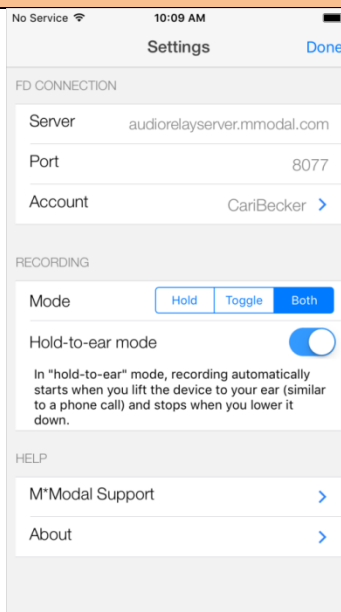 No Service 10:09 AM
Settings Done
FD CONNECTION
Server audiorelayserver.mmodal.com
Port 8077
Account CariBecker
RECORDING
Mode Hold Toggle Both
Hold-to-ear mode
In "hold-to-ear" mode, recording automatically
starts when you lift the device to your ear (similar
to a phone call) and stops when you lower it
down.
HELP
M*Modal Support
About